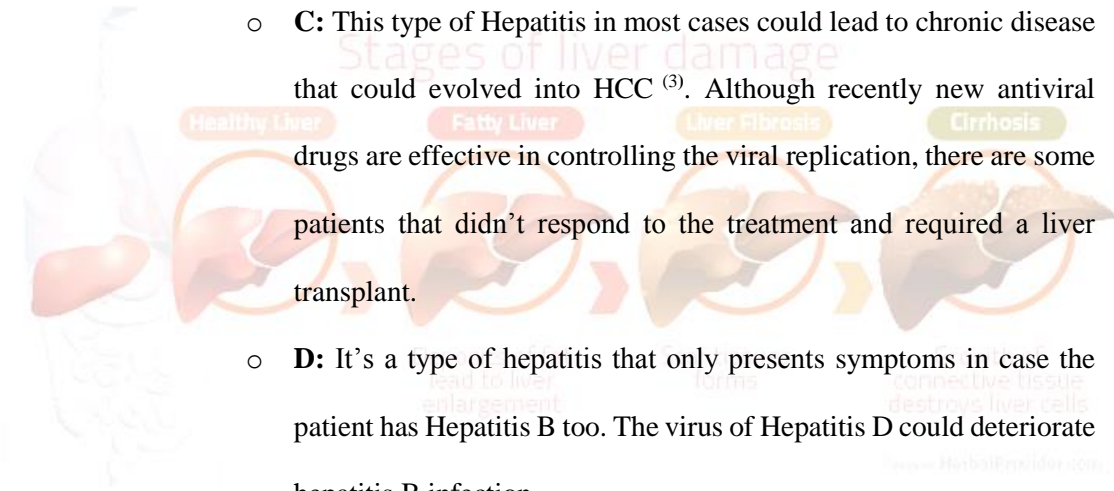 o C: This type of Hepatitis in most cases could lead to chronic disease
Stages of liver damage
that could evolved into HCC (3). Although recently new antiviral
Healthy Liver Fatty Liver Liver Fibrosis Cirrhosis
drugs are effective in controlling the viral replication, there are some
patients that didn’t respond to the treatment and required a liver
transplant.
o D: It’s a type of hepatitis that only presents symptoms in case the
lead to liver forms connective tissue
enlargement destroys liver cells
patient has Hepatitis B too. The virus of Hepatitis D could deteriorate
www.HerbalProvider.com